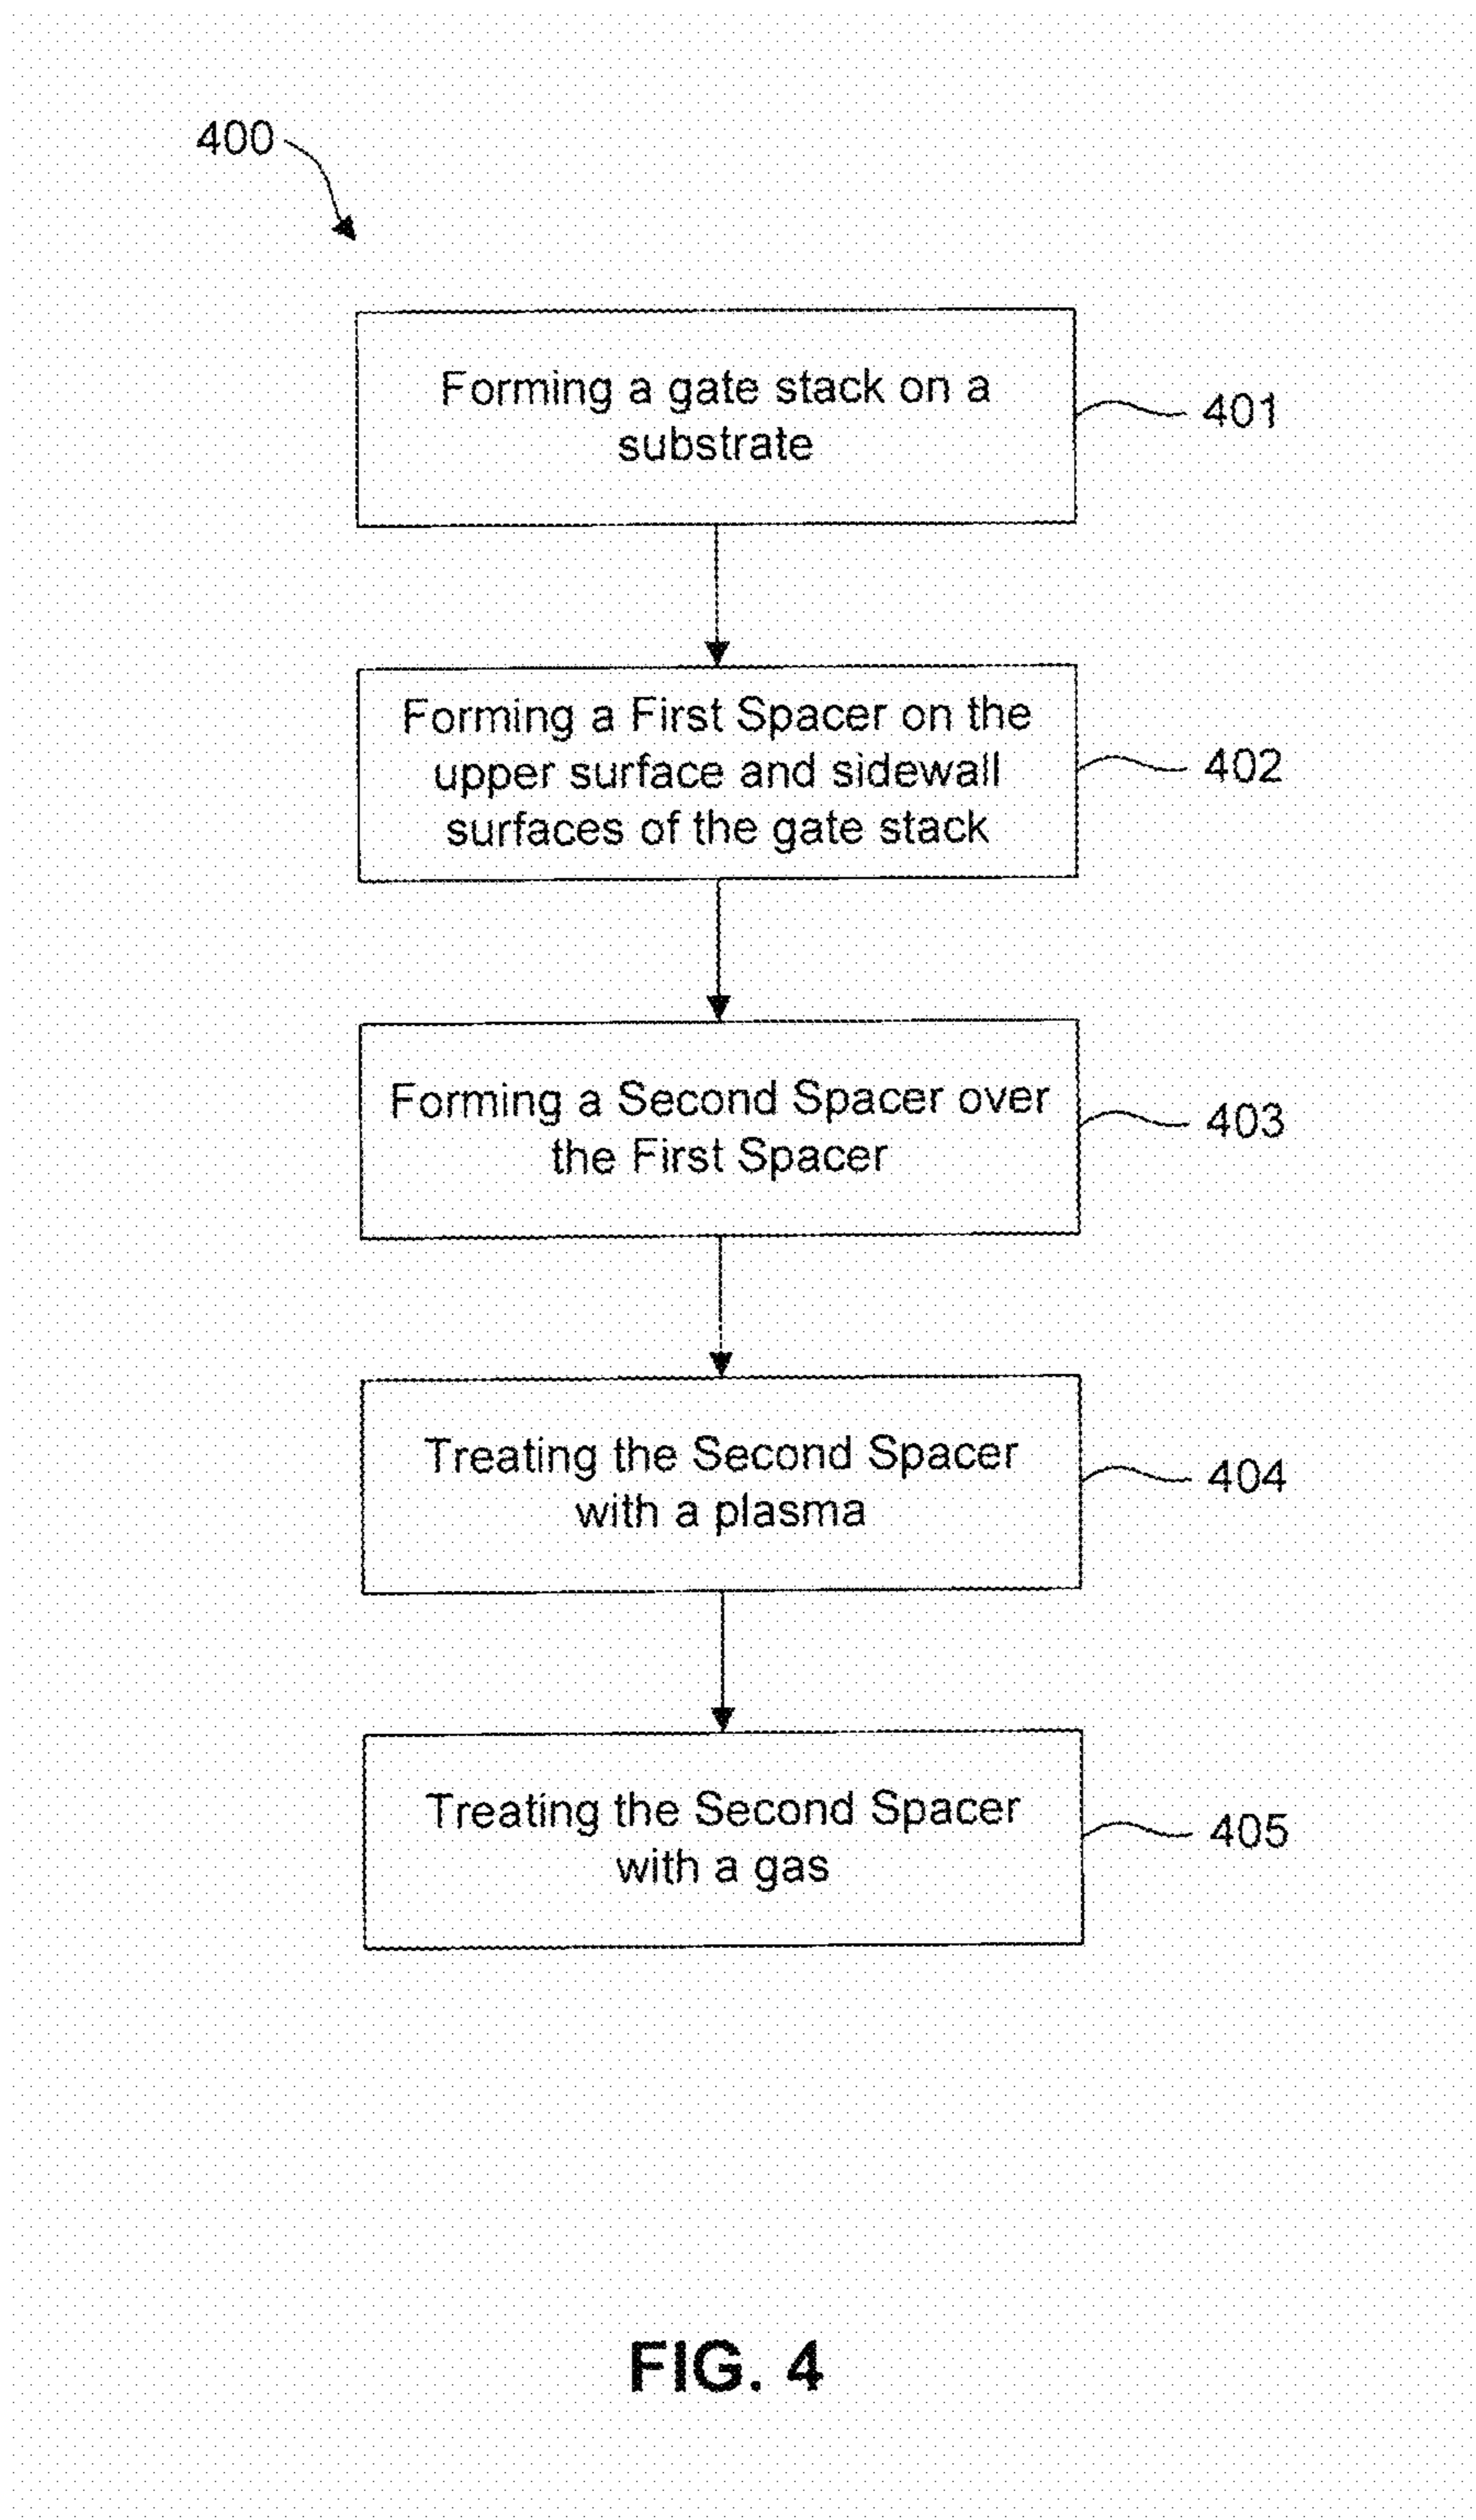 400
Forming a gate stack on a
substrate
401
Forming a First Spacer on the
upper surface and sidewall
surfaces of the gate stack
402
Forming a Second Spacer over
the First Spacer
403
Treating the Second Spacer
with a plasma
404
Treating the Second Spacer
with a gas
405
FIG. 4